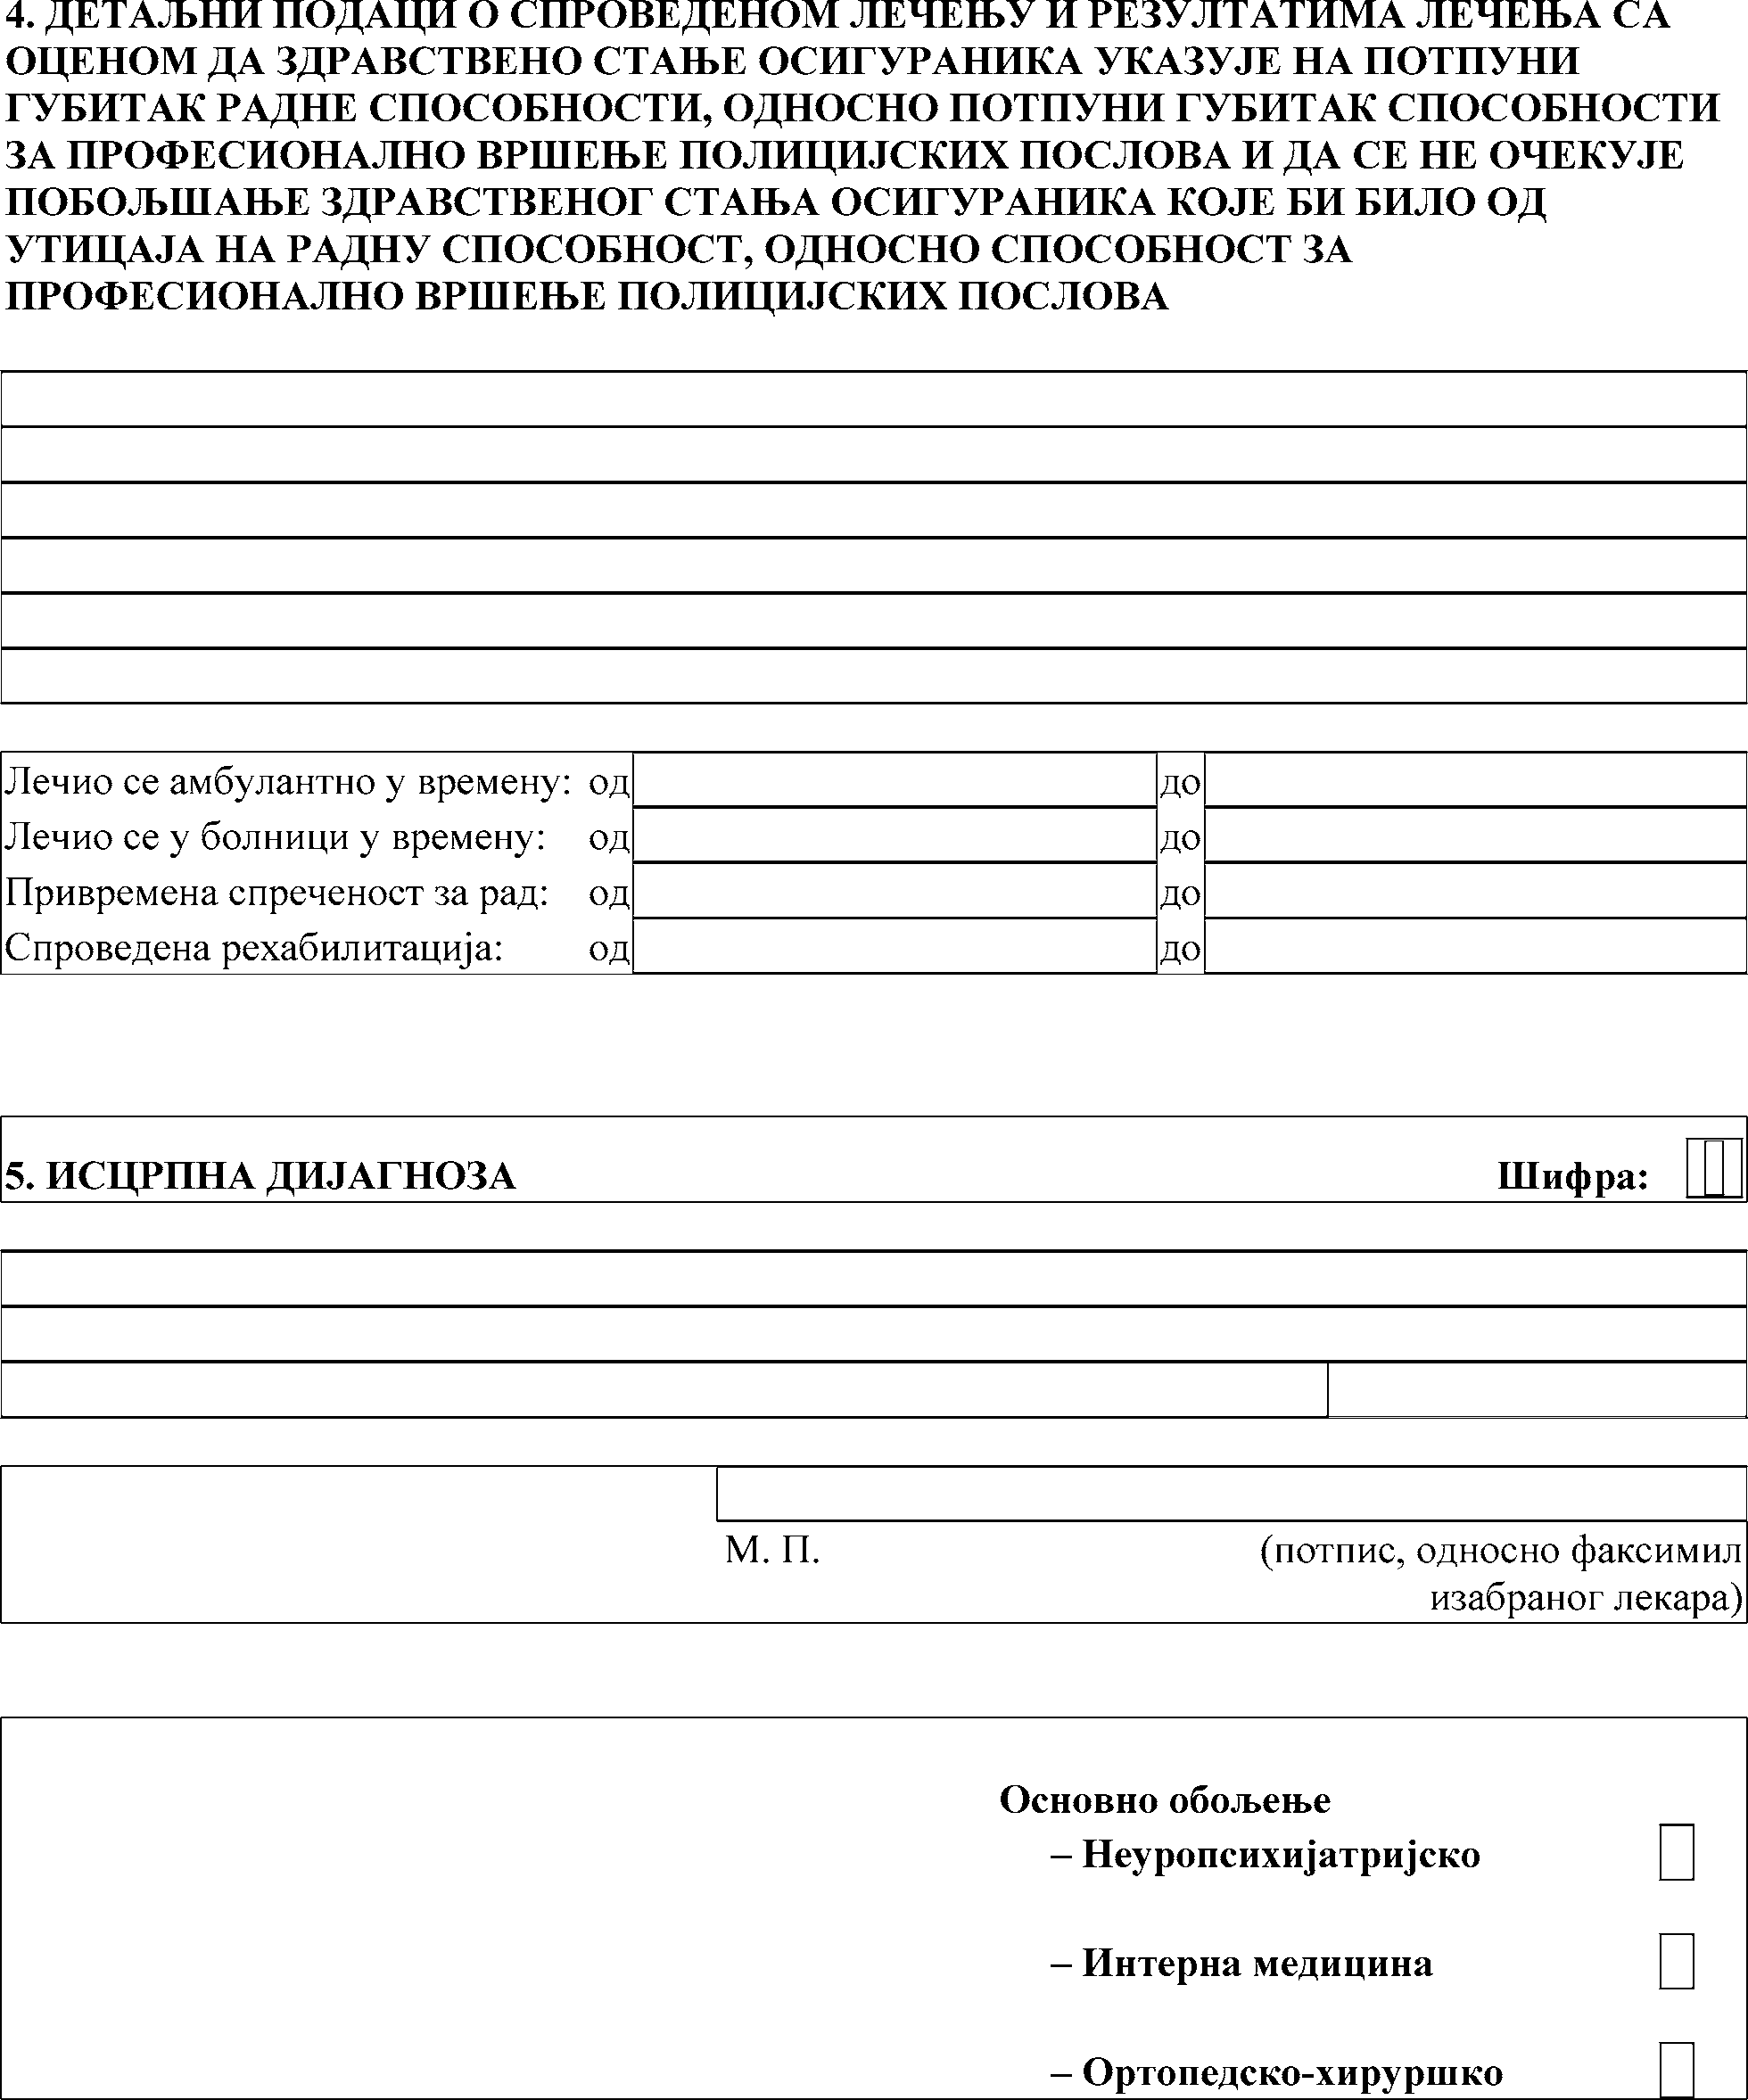 4. ДЕТАЉНИ ПОДАЦИ О СПРОВЕДЕНОМ ЛЕЧЕЊУ И РЕЗУЛТАТИМА ЛЕЧЕЊА СА
ОЦЕНОМ ДА ЗДРАВСТВЕНО СТАЊЕ ОСИГУРАНИКА УКАЗУЈЕ НА ПОТПУНИ
ГУБИТАК РАДНЕ СПОСОБНОСТИ, ОДНОСНО ПОТПУНИ ГУБИТАК СПОСОБНОСТИ
ЗА ПРОФЕСИОНАЛНО ВРШЕЊЕ ПОЛИЦИЈСКИХ ПОСЛОВА И ДА СЕ НЕ ОЧЕКУЈЕ
ПОБОЉШАЊЕ ЗДРАВСТВЕНОГ СТАЊА ОСИГУРАНИКА КОЈЕ БИ БИЛО ОД
УТИЦАЈА НА РАДНУ СПОСОБНОСТ, ОДНОСНО СПОСОБНОСТ ЗА
ПРОФЕСИОНАЛНО ВРШЕЊЕ ПОЛИЦИЈСКИХ ПОСЛОВА
Лечио се амбулантно у времену: од до
Лечио се у болници у времену: од до
Привремена спреченост за рад: од до
Спроведена рехабилитација: од до
5. ИСЦРПНА ДИЈАГНОЗА Шифра:
М. П. (потпис, односно факсимил
изабраног лекара)
Основно обољење
– Неуропсихијатријско
– Интерна медицина
– Ортопедско-хируршко